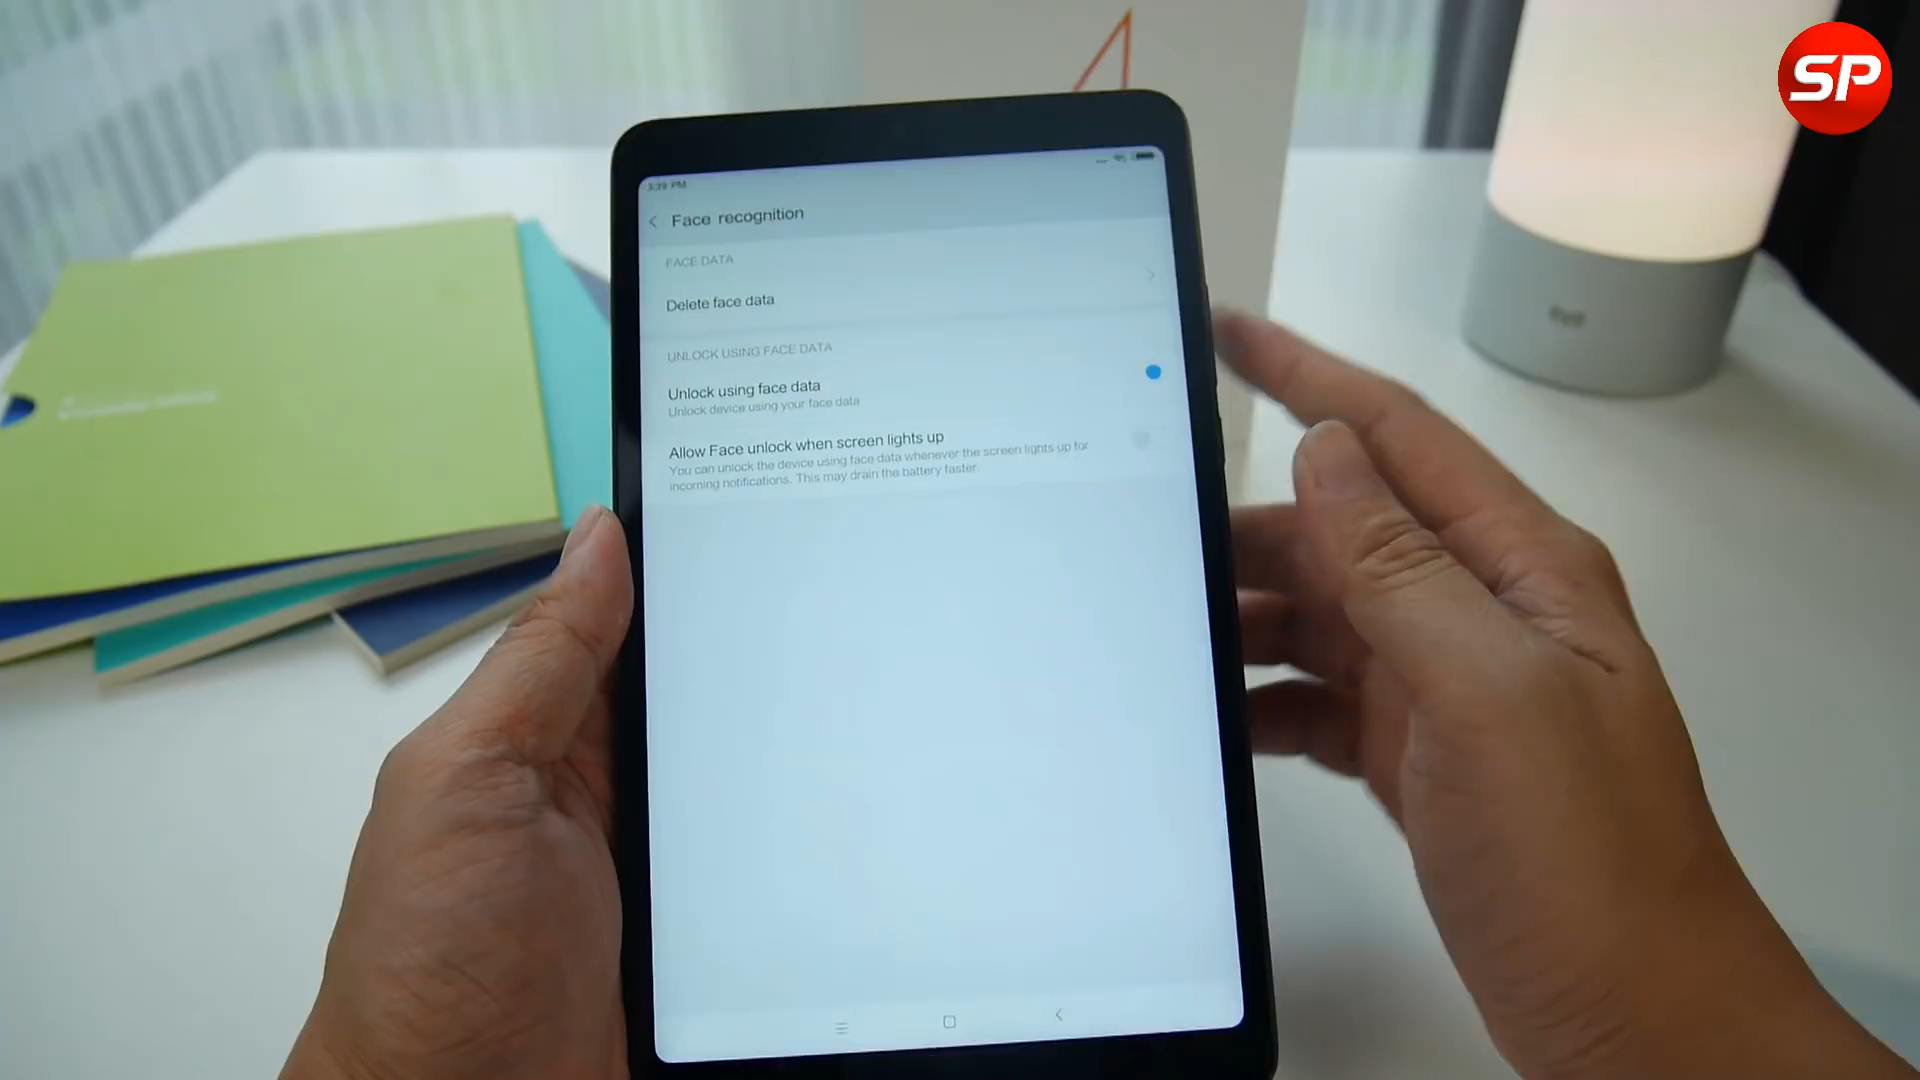 SP
4
3:39 PM
Face recognition
FACE DATA
Delete face data
UNLOCK USING FACE DATA
Unlock using face data
Unlock device using your face data
Allow Face unlock when screen lights up
You can unlock the device using face data whenever the screen lights up for
incoming notifications. This may drain the battery faster.